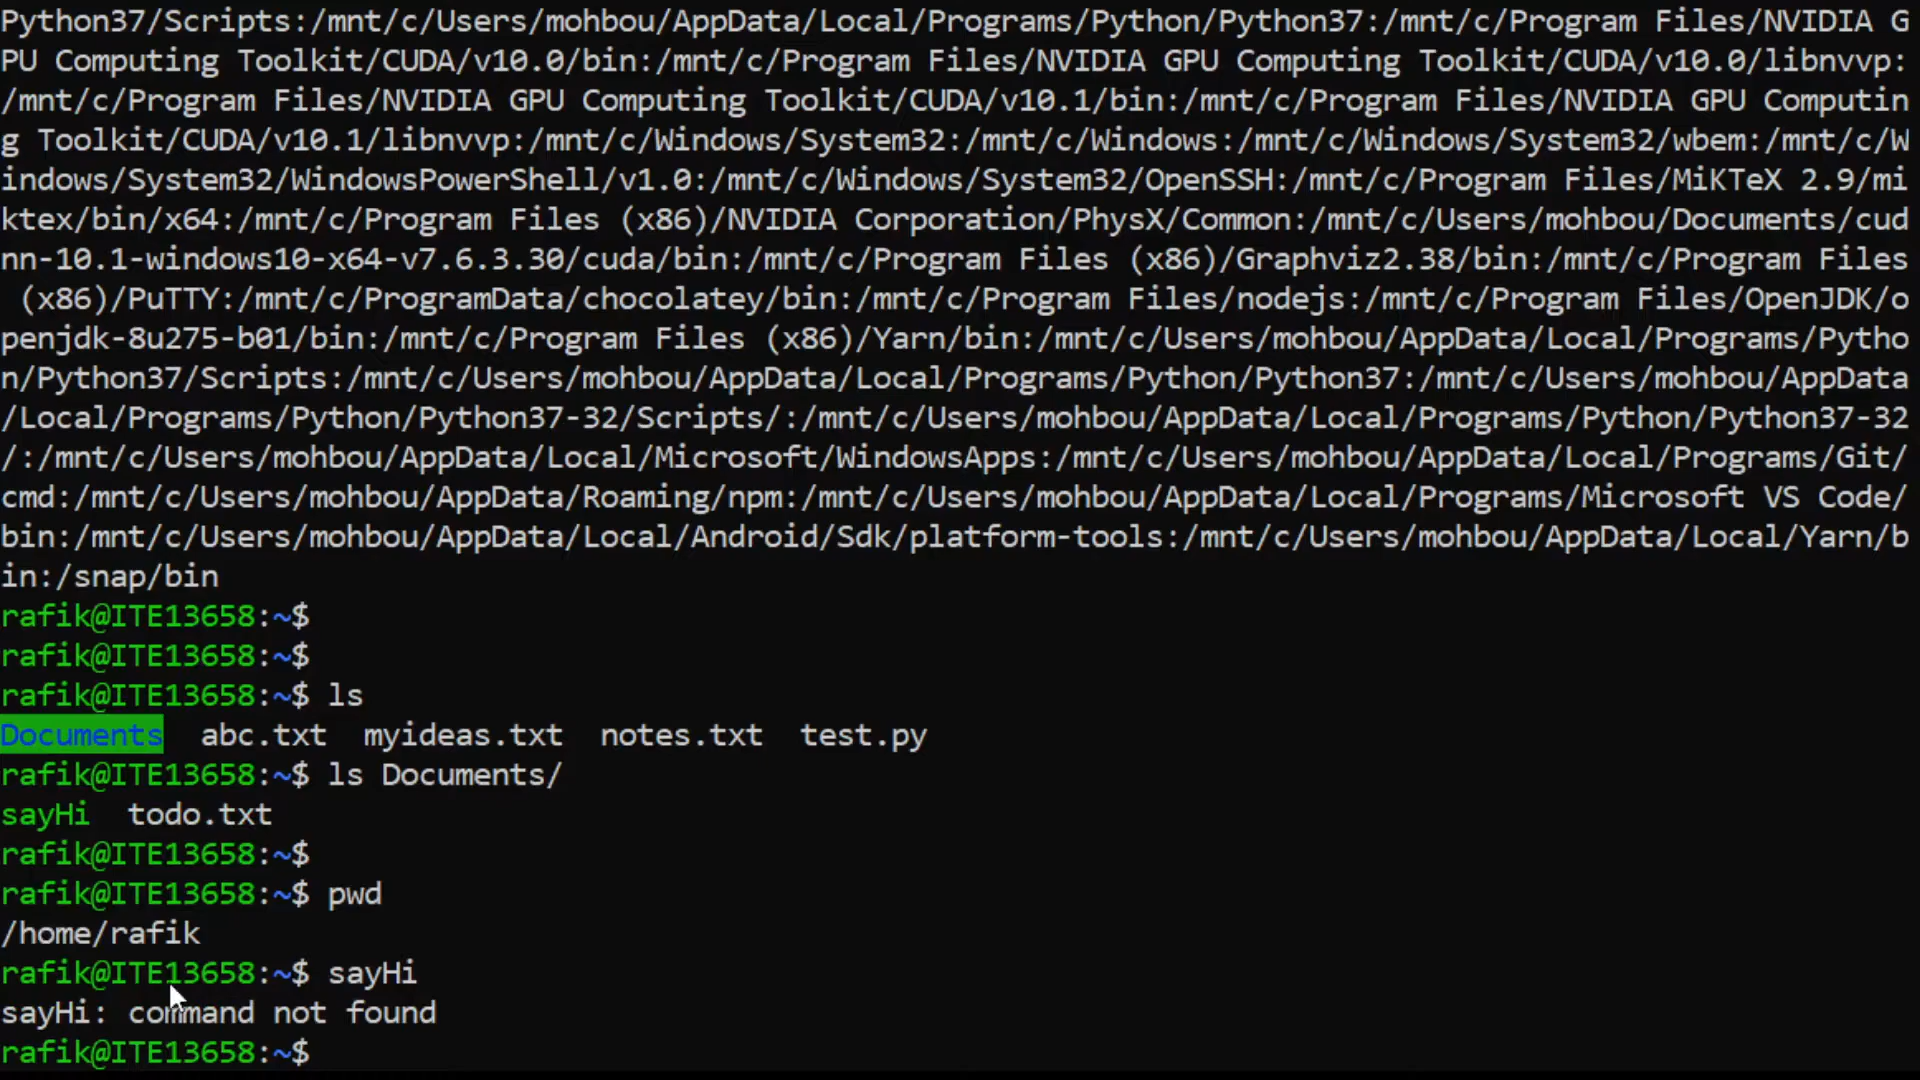 Python37/Scripts:/mnt/c/Users/mohbou/AppData/Local/Programs/Python/Python37:/mnt/c/Program Files/NVIDIA G
PU Computing Toolkit/CUDA/v10.0/bin:/mnt/c/Program Files/NVIDIA GPU Computing Toolkit/CUDA/v10.0/libnvvp:
/mnt/c/Program Files/NVIDIA GPU Computing Toolkit/CUDA/v10.1/bin:/mnt/c/Program Files/NVIDIA GPU Computin
g Toolkit/CUDA/v10.1/libnvvp:/mnt/c/Windows/System32:/mnt/c/Windows:/mnt/c/Windows/System32/wbem:/mnt/c/W
indows/System32/WindowsPowerShell/v1.0:/mnt/c/Windows/System32/OpenSSH:/mnt/c/Program Files/MiKTeX 2.9/mi
ktex/bin/x64:/mnt/c/Program Files (x86)/NVIDIA Corporation/PhysX/Common:/mnt/c/Users/mohbou/Documents/cud
nn-10.1-windows10-x64-v7.6.3.30/cuda/bin:/mnt/c/Program Files (x86)/Graphviz2.38/bin:/mnt/c/Program Files
 (x86)/PuTTY:/mnt/c/ProgramData/chocolatey/bin:/mnt/c/Program Files/nodejs:/mnt/c/Program Files/OpenJDK/o
penjdk-8u275-b01/bin:/mnt/c/Program Files (x86)/Yarn/bin:/mnt/c/Users/mohbou/AppData/Local/Programs/Pytho
n/Python37/Scripts:/mnt/c/Users/mohbou/AppData/Local/Programs/Python/Python37:/mnt/c/Users/mohbou/AppData
/Local/Programs/Python/Python37-32/Scripts/:/mnt/c/Users/mohbou/AppData/Local/Programs/Python/Python37-32
/:/mnt/c/Users/mohbou/AppData/Local/Microsoft/WindowsApps:/mnt/c/Users/mohbou/AppData/Local/Programs/Git/
cmd:/mnt/c/Users/mohbou/AppData/Roaming/npm:/mnt/c/Users/mohbou/AppData/Local/Programs/Microsoft VS Code/
bin:/mnt/c/Users/mohbou/AppData/Local/Android/Sdk/platform-tools:/mnt/c/Users/mohbou/AppData/Local/Yarn/b
in:/snap/bin
rafik@ITE13658:~$
rafik@ITE13658:~$
rafik@ITE13658:~$ ls
Documents  abc.txt  myideas.txt  notes.txt  test.py
rafik@ITE13658:~$ ls Documents/
sayHi  todo.txt
rafik@ITE13658:~$
rafik@ITE13658:~$ pwd
/home/rafik
rafik@ITE13658:~$ sayHi
sayHi: command not found
rafik@ITE13658:~$